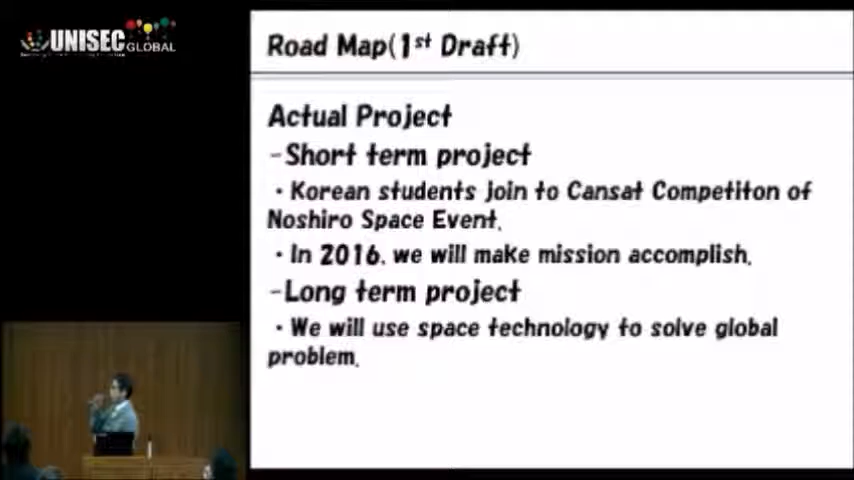 UNISEC GLOBAL
Road Map(1st Draft)
Actual Project
-Short term project
・Korean students join to Cansat Competiton of
Noshiro Space Event.
・In 2016, we will make mission accomplish.
-Long term project
・We will use space technology to solve global
problem.